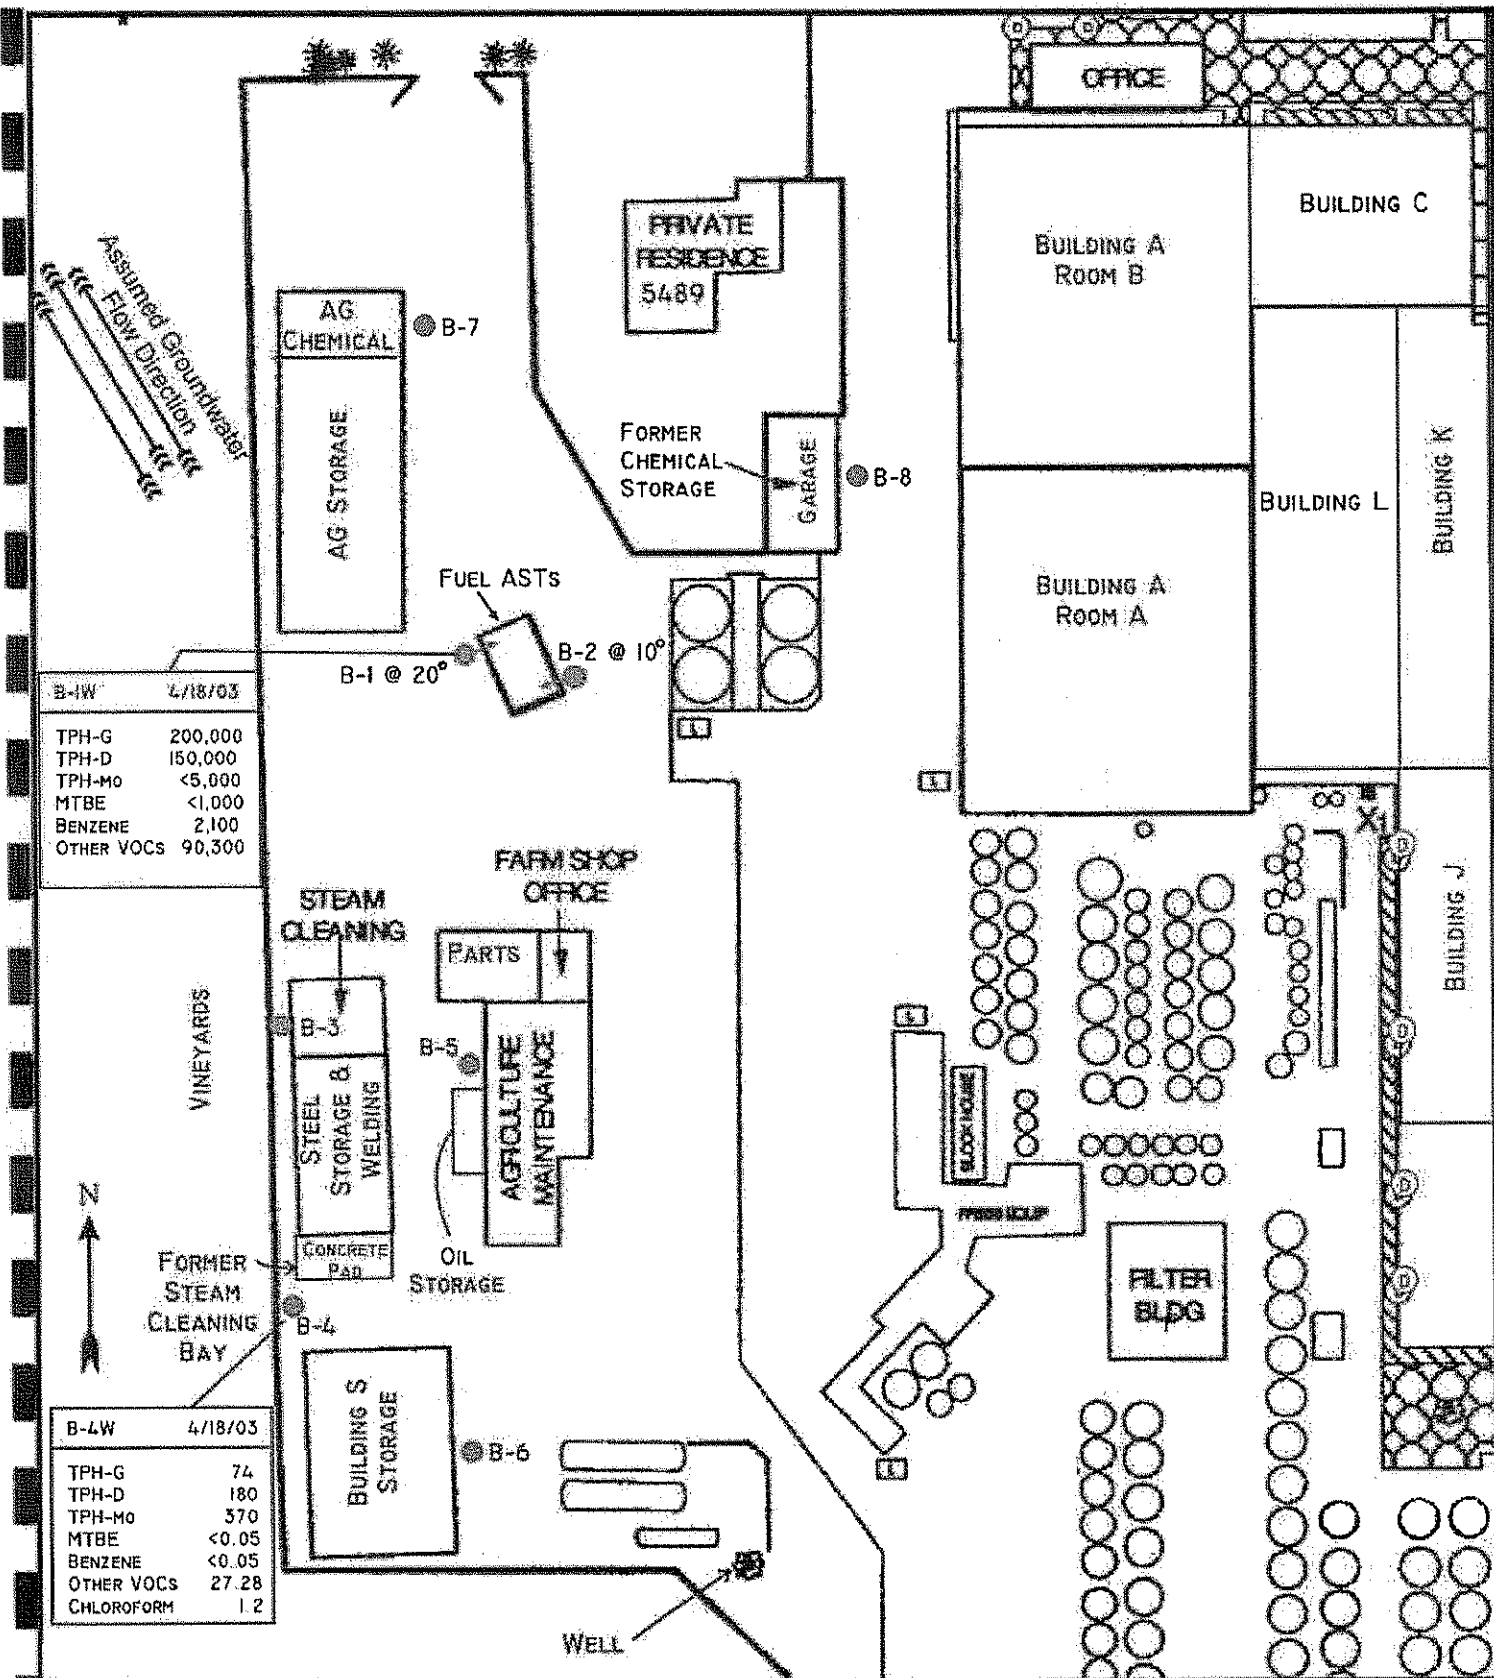 OFFICE
PRIVATE
RESIDENCE
5489
BUILDING A
ROOM B
BUILDING C
Assumed Groundwater
Flow Direction
AG
CHEMICAL
B-7
AG STORAGE
FORMER
CHEMICAL
STORAGE
GARAGE
B-8
BUILDING L
BUILDING K
FUEL ASTS
BUILDING A
ROOM A
B-1 @ 20°
B-2 @ 10°
B-1W 4/18/03
TPH-G 200,000
TPH-D 150,000
TPH-MO <5,000
MTBE <1,000
BENZENE 2,100
OTHER VOCS 90,300
FARM SHOP
OFFICE
STEAM
CLEANING
PARTS
BUILDING J
VINEYARDS
B-3
B-5
STEEL
STORAGE &
WELDING
AGRICULTURE
MAINTENANCE
BLOCK HOUSE
N
CONCRETE
PAD
FORMER
STEAM
CLEANING
BAY
OIL
STORAGE
FILTER
BLDG
B-4
BUILDING S
STORAGE
B-6
B-4W 4/18/03
TPH-G 74
TPH-D 180
TPH-MO 370
MTBE <0.05
BENZENE <0.05
OTHER VOCS 27.28
CHLOROFORM 1.2
WELL
D
D
D
D
D
D